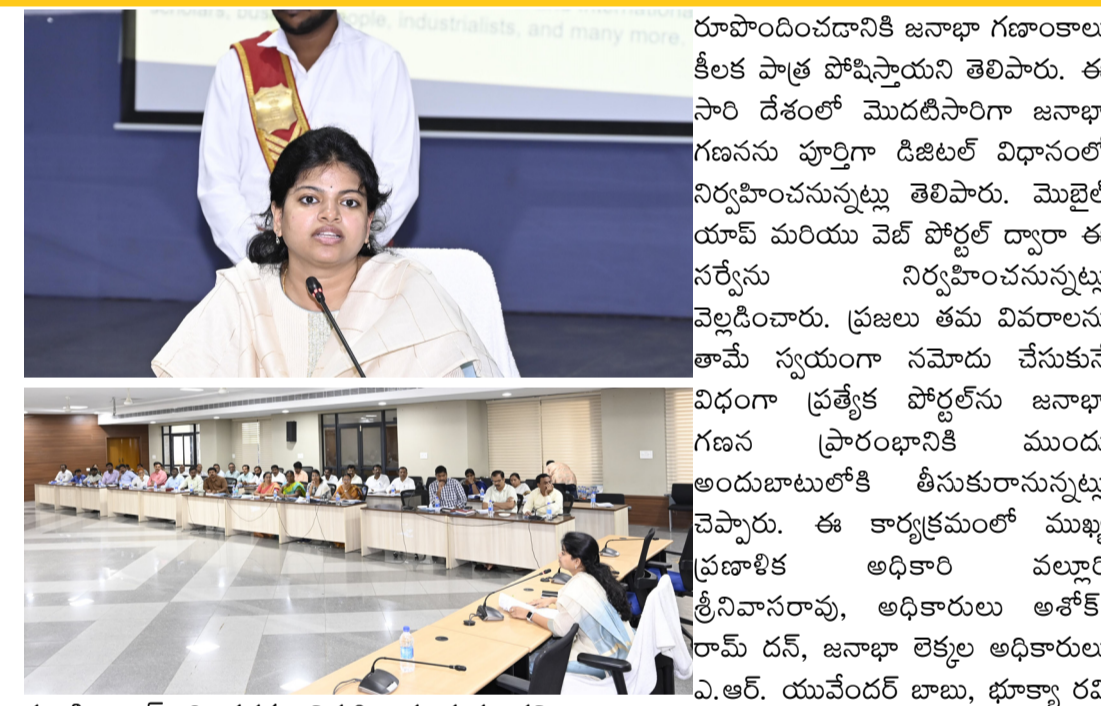 scholars, bus people, industrialists, and many more.
రూపొందించడానికి జనాభా గణాంకాలు
కీలక పాత్ర పోషిస్తాయని తెలిపారు. ఈ
సారి దేశంలో మొదటిసారిగా జనాభా
గణనను పూర్తిగా డిజిటల్ విధానంలో
నిర్వహించనున్నట్లు తెలిపారు. మొబైల్
యాప్ మరియు వెబ్ పోర్టల్ ద్వారా ఈ
సర్వేను నిర్వహించనున్నట్లు
వెల్లడించారు. ప్రజలు తమ వివరాలను
తామే స్వయంగా నమోదు చేసుకునే
విధంగా ప్రత్యేక పోర్టల్‌ను జనాభా
గణన ప్రారంభానికి ముందు
అందుబాటులోకి తీసుకురానున్నట్లు
చెప్పారు. ఈ కార్యక్రమంలో ముఖ్య
ప్రణాళిక అధికారి వల్లూరి
శ్రీనివాసరావు, అధికారులు అశోక్,
రామ్ దన్, జనాభా లెక్కల అధికారులు
ఎ.ఆర్. యువేందర్ బాబు, భూక్యా రవి